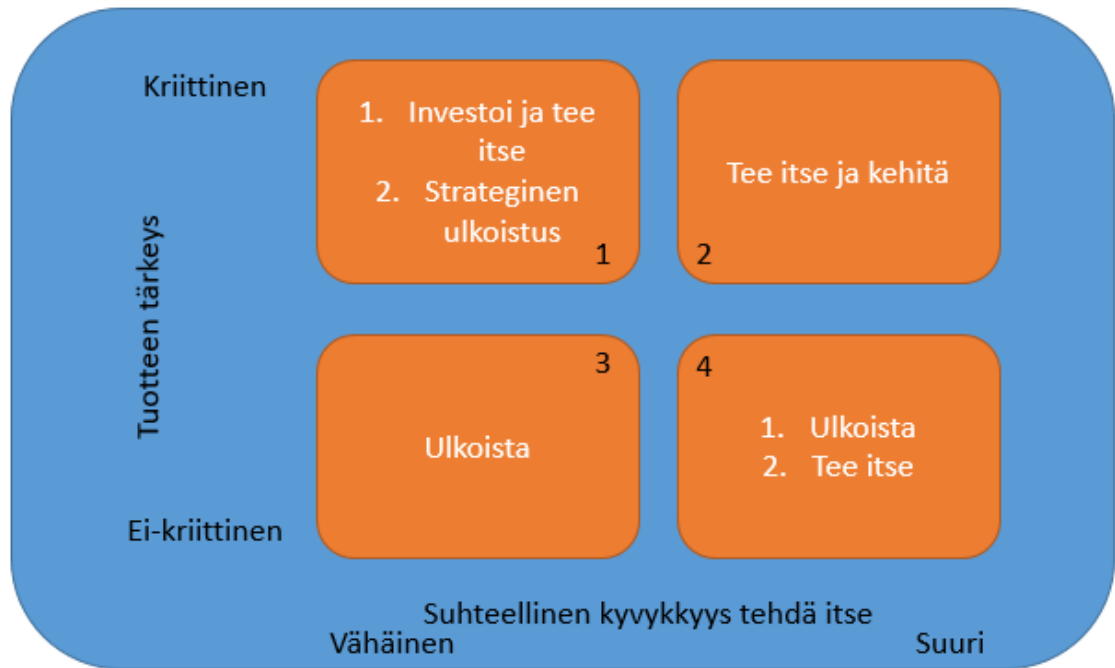 Kriittinen
1. Investoi ja tee
itse
2. Strateginen
ulkoistus
1
Tee itse ja kehitä
2
Tuotteen tärkeys
3
Ulkoista
4
1. Ulkoista
2. Tee itse
Ei-kriittinen
Suhteellinen kyvykkyys tehdä itse
Vähäinen
Suuri